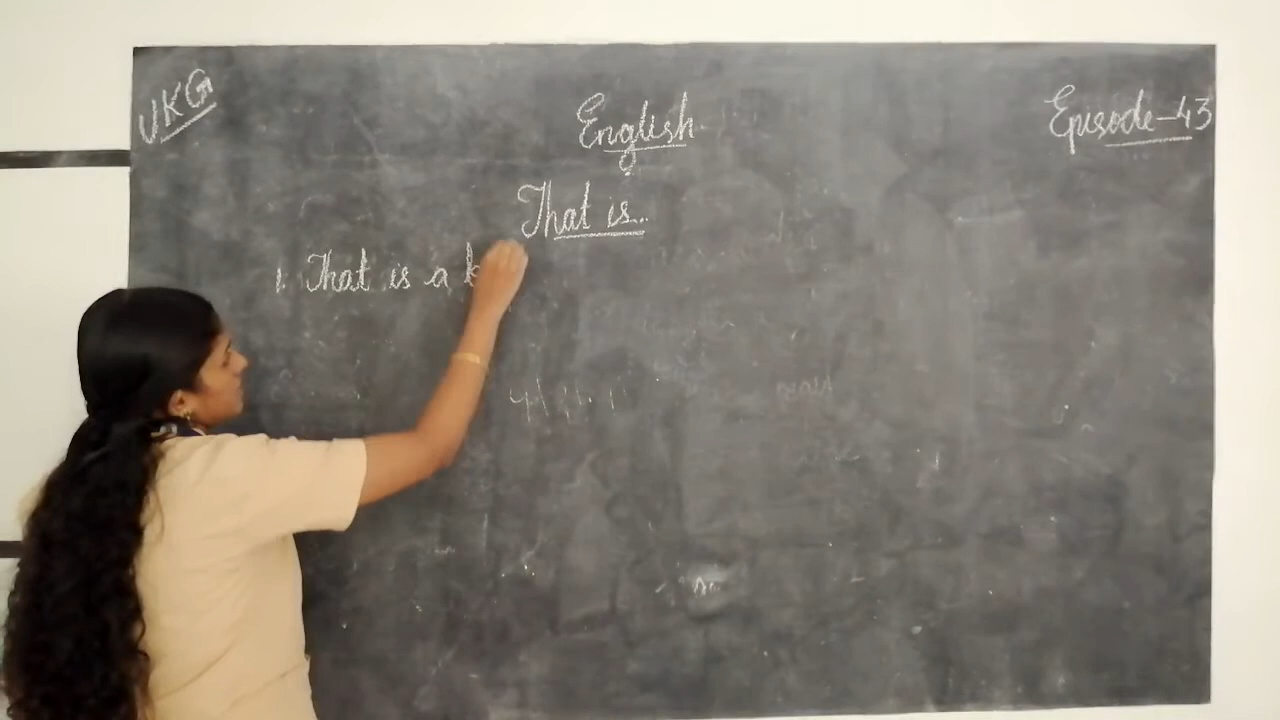 UKG
English
Episode-43
That is...
1. That is a